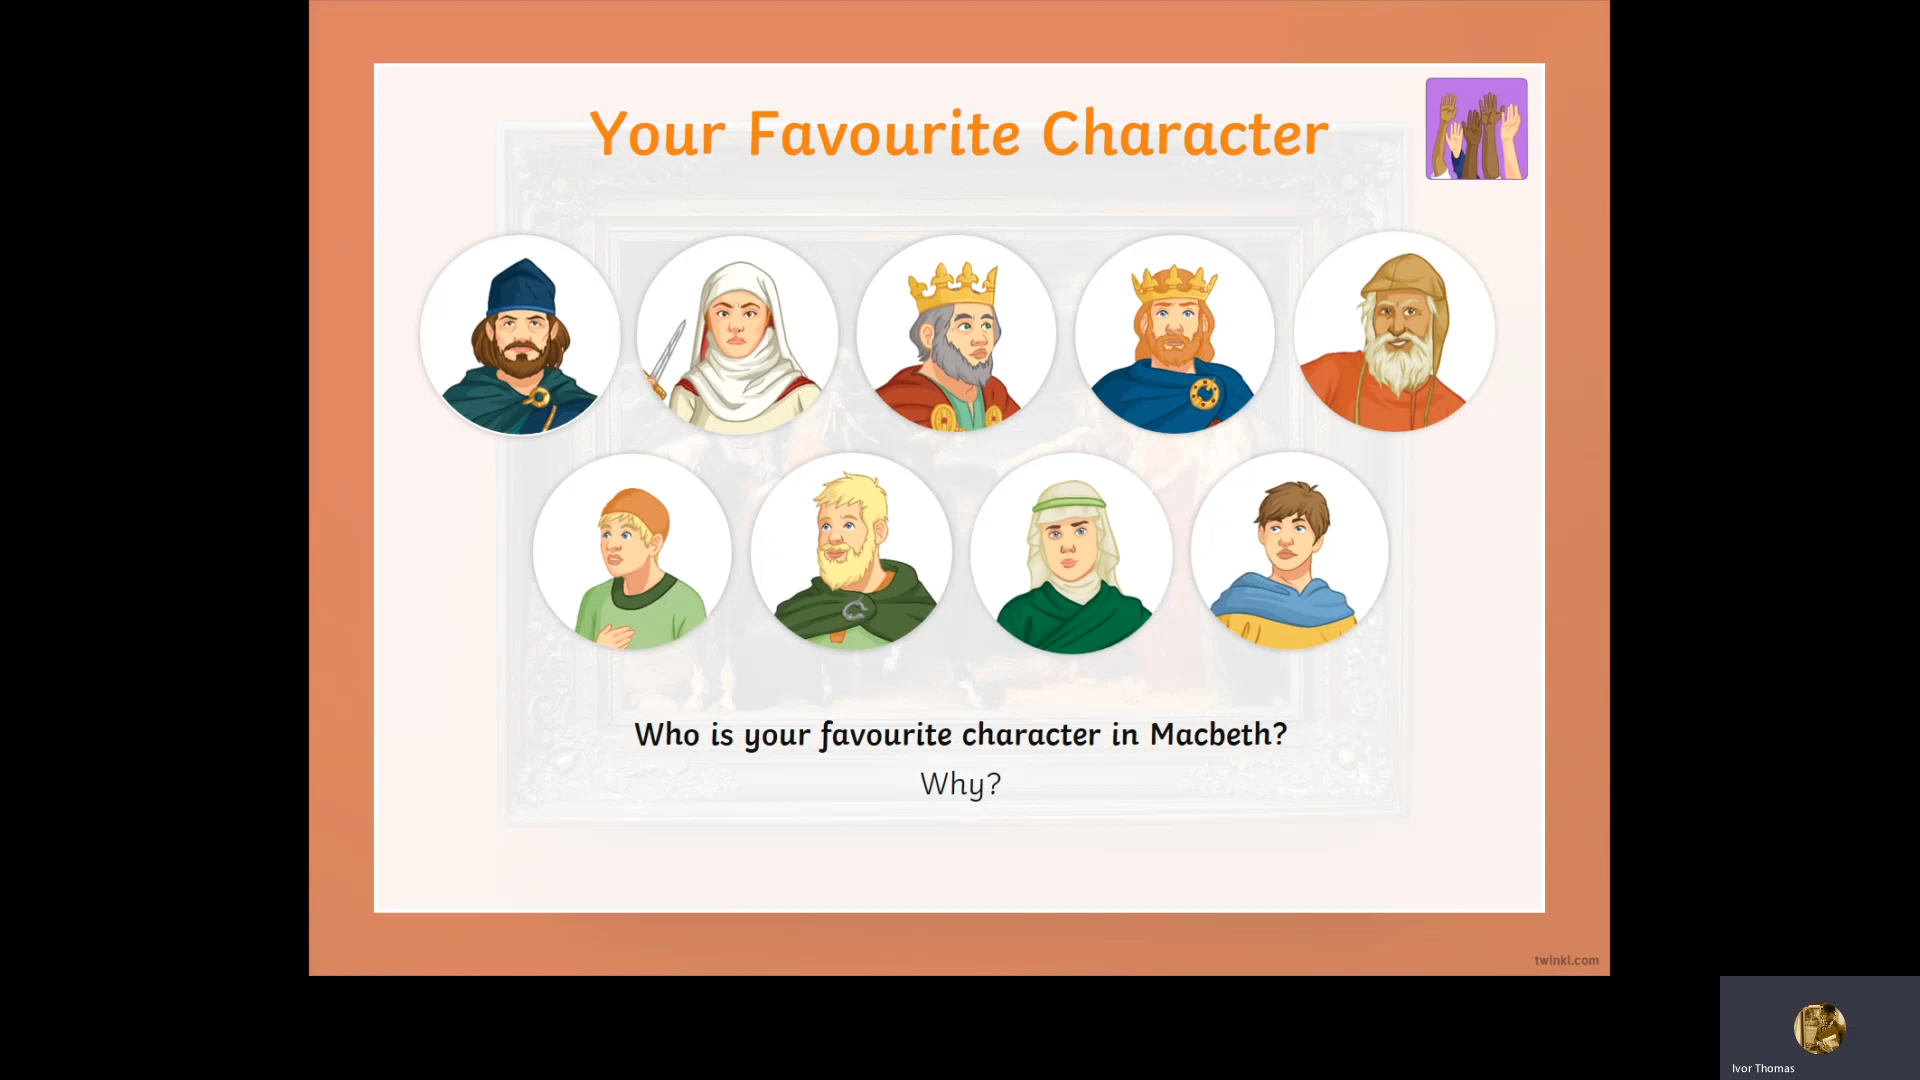 Your Favourite Character
Who is your favourite character in Macbeth?
Why?
twinkl.com
Ivor Thomas